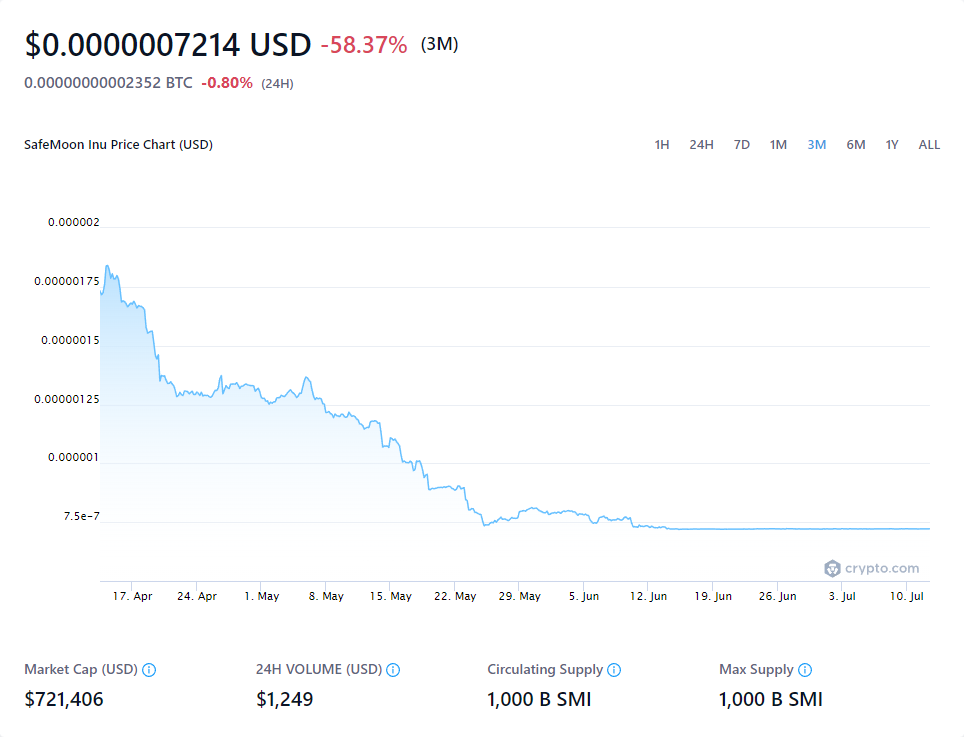 $0.0000007214 USD -58.37% (3M)
0.00000000002352 BTC -0.80% (24H)
SafeMoon Inu Price Chart (USD) 1H 24H 7D 1M 3M 6M 1Y ALL
0.000002
0.00000175
0.0000015
0.00000125
0.000001
7.5e-7
crypto.com
17. Apr 24. Apr 1. May 8. May 15. May 22. May 29. May 5. Jun 12. Jun 19. Jun 26. Jun 3. Jul 10. Jul
Market Cap (USD) 24H VOLUME (USD) Circulating Supply Max Supply
$721,406 $1,249 1,000 B SMI 1,000 B SMI